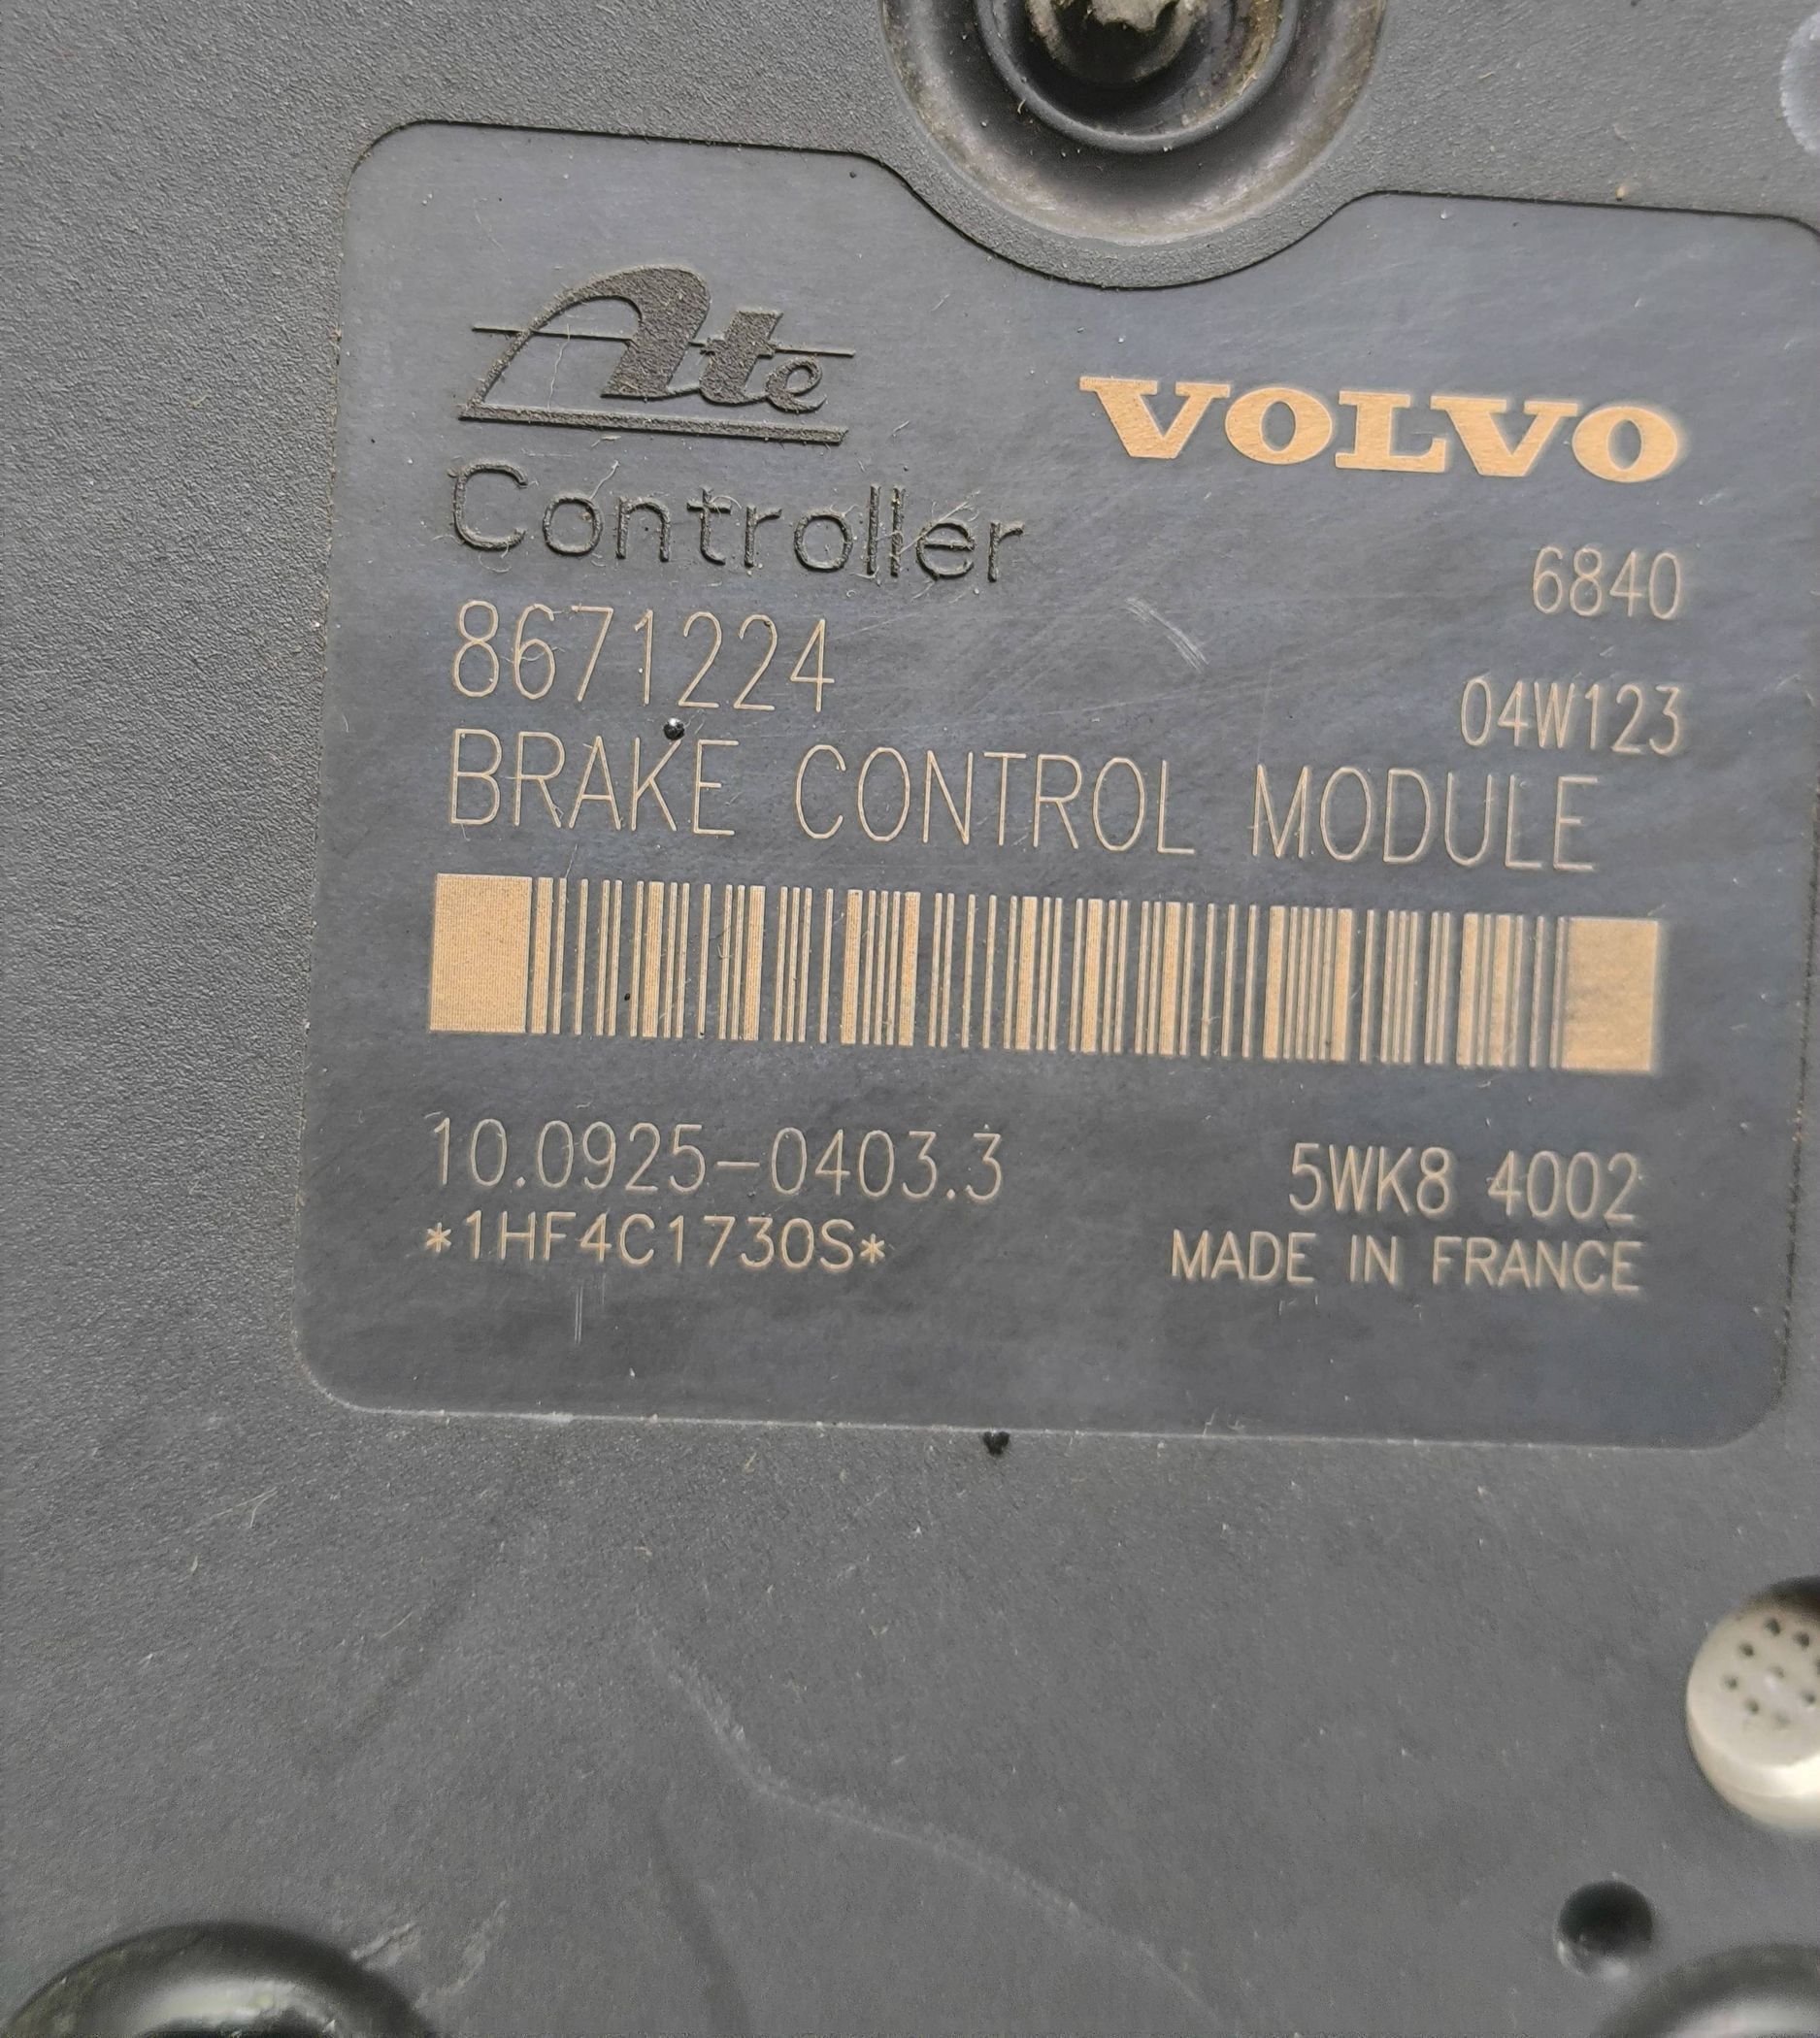 Ate
VOLVO
Controller
6840
8671224
04W123
BRAKE CONTROL MODULE
10.0925-0403.3
5WK8 4002
*1HF4C1730S*
MADE IN FRANCE